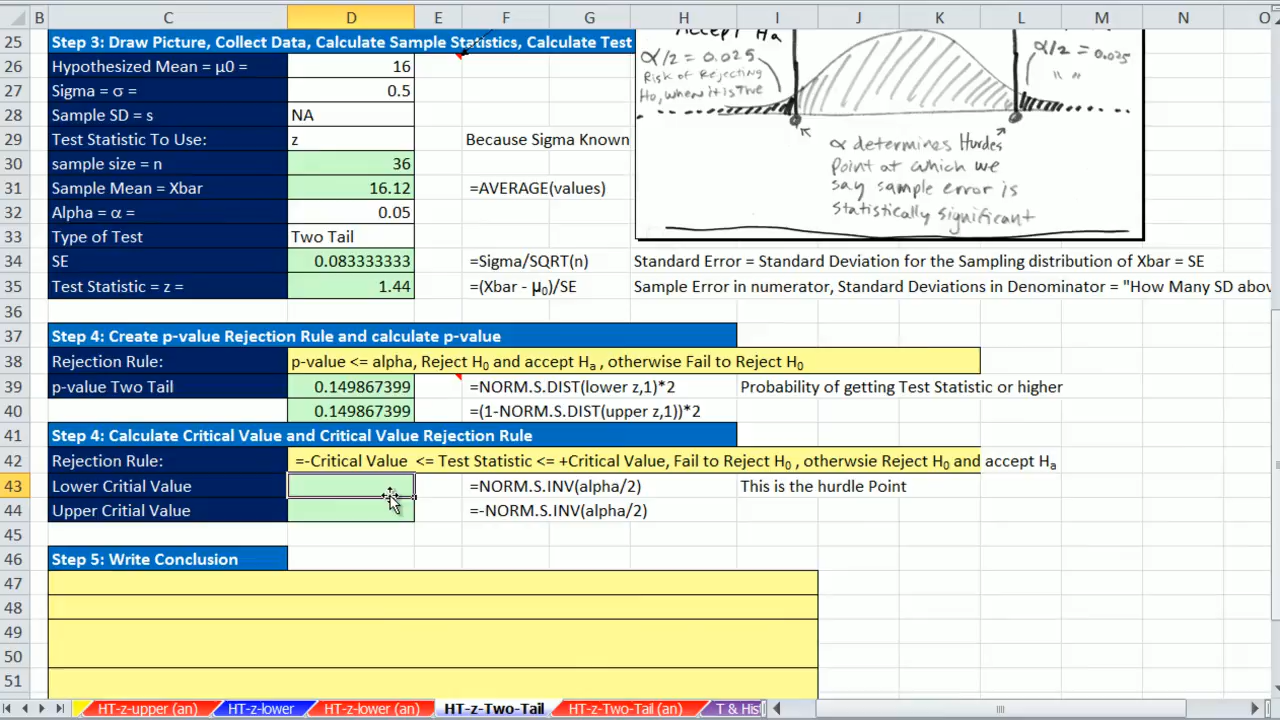 B C D E F G H I J K L M N O
25 Step 3: Draw Picture, Collect Data, Calculate Sample Statistics, Calculate Test
26 Hypothesized Mean = μ0 = 16
27 Sigma = σ = 0.5
28 Sample SD = s NA
29 Test Statistic To Use: z Because Sigma Known
30 sample size = n 36
31 Sample Mean = Xbar 16.12 =AVERAGE(values)
32 Alpha = α = 0.05
33 Type of Test Two Tail
34 SE 0.083333333 =Sigma/SQRT(n) Standard Error = Standard Deviation for the Sampling distribution of Xbar = SE
35 Test Statistic = z = 1.44 =(Xbar - μ₀)/SE Sample Error in numerator, Standard Deviations in Denominator = "How Many SD abov
36
37 Step 4: Create p-value Rejection Rule and calculate p-value
38 Rejection Rule: p-value <= alpha, Reject H₀ and accept Hₐ , otherwise Fail to Reject H₀
39 p-value Two Tail 0.149867399 =NORM.S.DIST(lower z,1)*2 Probability of getting Test Statistic or higher
40 0.149867399 =(1-NORM.S.DIST(upper z,1))*2
41 Step 4: Calculate Critical Value and Critical Value Rejection Rule
42 Rejection Rule: =-Critical Value <= Test Statistic <= +Critical Value, Fail to Reject H₀ , otherwsie Reject H₀ and accept Hₐ
43 Lower Critial Value =NORM.S.INV(alpha/2) This is the hurdle Point
44 Upper Critial Value =-NORM.S.INV(alpha/2)
45
46 Step 5: Write Conclusion
47
48
49
50
51
Accept Ha
α/2 = 0.025
Risk of Rejecting
Ho, when it is True
α/2 = 0.025
" "
α determines Hurdes
Point at which we
say sample error is
statistically significant
HT-z-upper (an) HT-z-lower HT-z-lower (an) HT-z-Two-Tail HT-z-Two-Tail (an) T & Hist